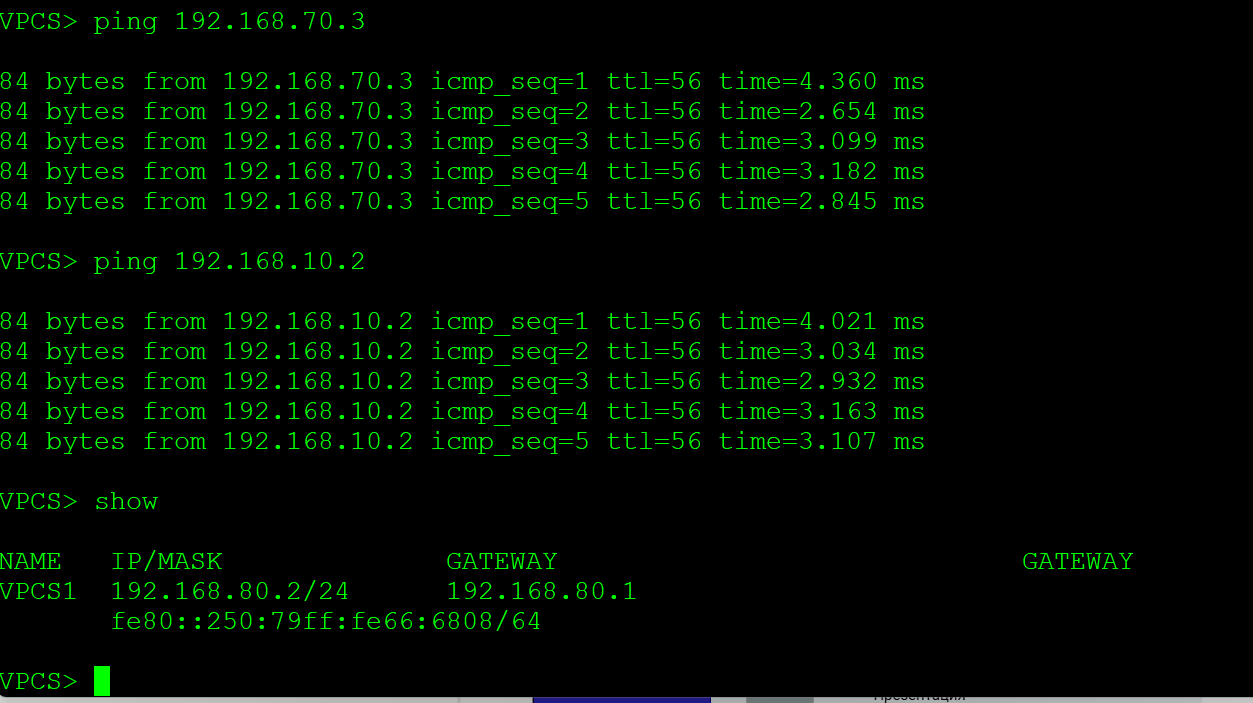 VPCS> ping 192.168.70.3
84 bytes from 192.168.70.3 icmp_seq=1 ttl=56 time=4.360 ms
84 bytes from 192.168.70.3 icmp_seq=2 ttl=56 time=2.654 ms
84 bytes from 192.168.70.3 icmp_seq=3 ttl=56 time=3.099 ms
84 bytes from 192.168.70.3 icmp_seq=4 ttl=56 time=3.182 ms
84 bytes from 192.168.70.3 icmp_seq=5 ttl=56 time=2.845 ms
VPCS> ping 192.168.10.2
84 bytes from 192.168.10.2 icmp_seq=1 ttl=56 time=4.021 ms
84 bytes from 192.168.10.2 icmp_seq=2 ttl=56 time=3.034 ms
84 bytes from 192.168.10.2 icmp_seq=3 ttl=56 time=2.932 ms
84 bytes from 192.168.10.2 icmp_seq=4 ttl=56 time=3.163 ms
84 bytes from 192.168.10.2 icmp_seq=5 ttl=56 time=3.107 ms
VPCS> show
NAME IP/MASK GATEWAY GATEWAY
VPCS1 192.168.80.2/24 192.168.80.1
fe80::250:79ff:fe66:6808/64
VPCS>
Презентация